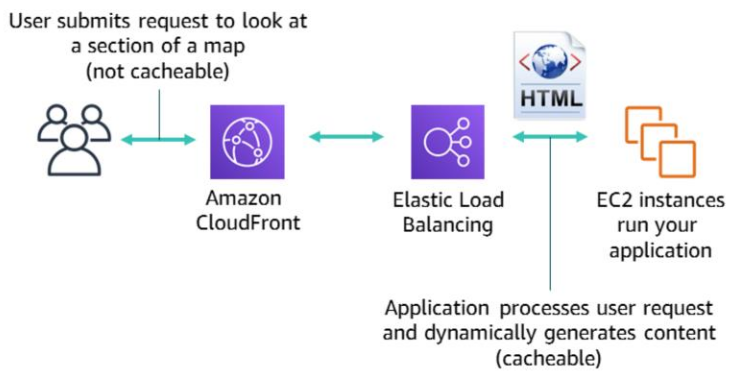 User submits request to look at
a section of a map
(not cacheable)
HTML
Amazon
CloudFront
Elastic Load
Balancing
EC2 instances
run your
application
Application processes user request
and dynamically generates content
(cacheable)